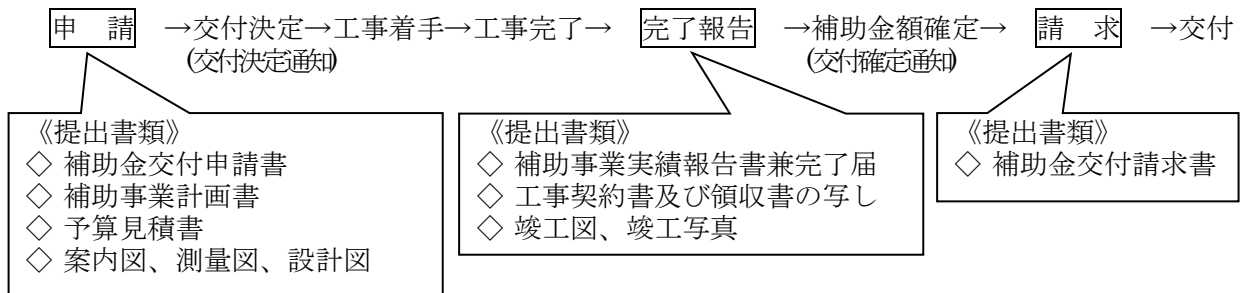 申　請　→交付決定→工事着手→工事完了→　完了報告　→補助金額確定→　請　求　→交付
(交付決定通知)　(交付確定通知)
《提出書類》
◇ 補助金交付申請書
◇ 補助事業計画書
◇ 予算見積書
◇ 案内図、測量図、設計図
《提出書類》
◇ 補助事業実績報告書兼完了届
◇ 工事契約書及び領収書の写し
◇ 竣工図、竣工写真
《提出書類》
◇ 補助金交付請求書